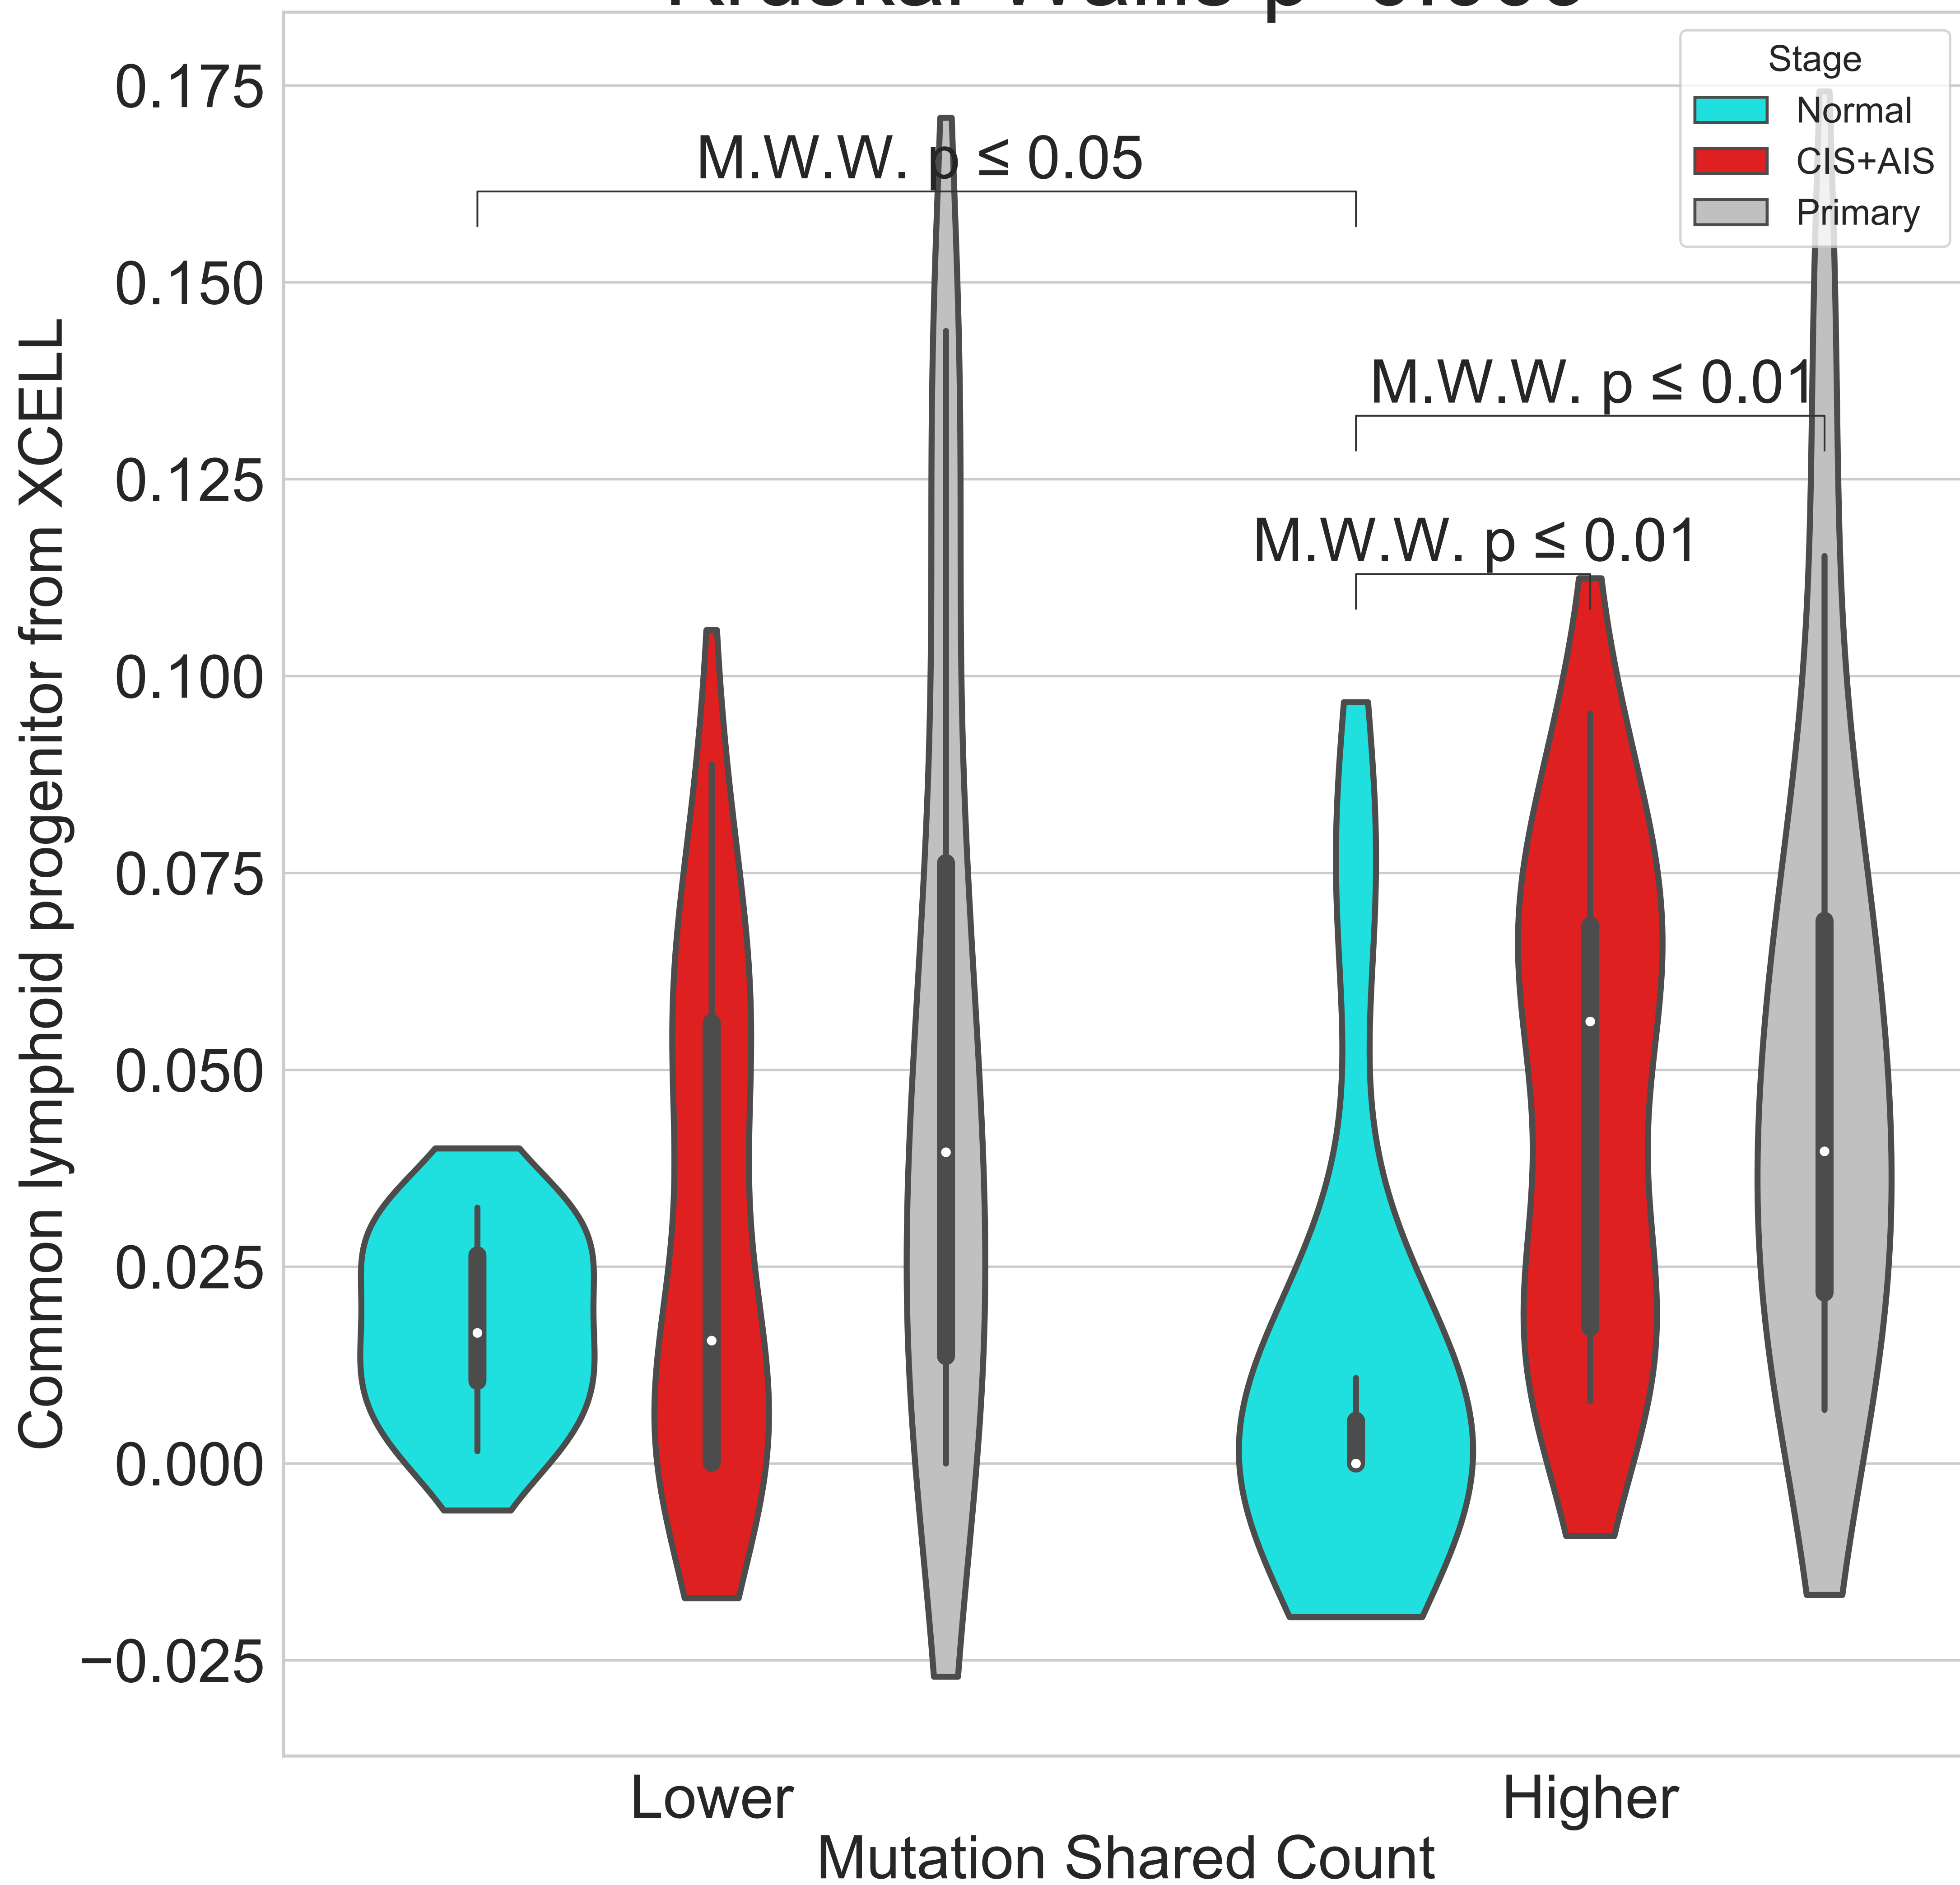 Stage
Normal
CIS+AIS
Primary
M.W.W. p ≤ 0.05
M.W.W. p ≤ 0.01
M.W.W. p ≤ 0.01
0.175
0.150
0.125
0.100
0.075
0.050
0.025
0.000
−0.025
Common lymphoid progenitor from XCELL
Lower
Higher
Mutation Shared Count